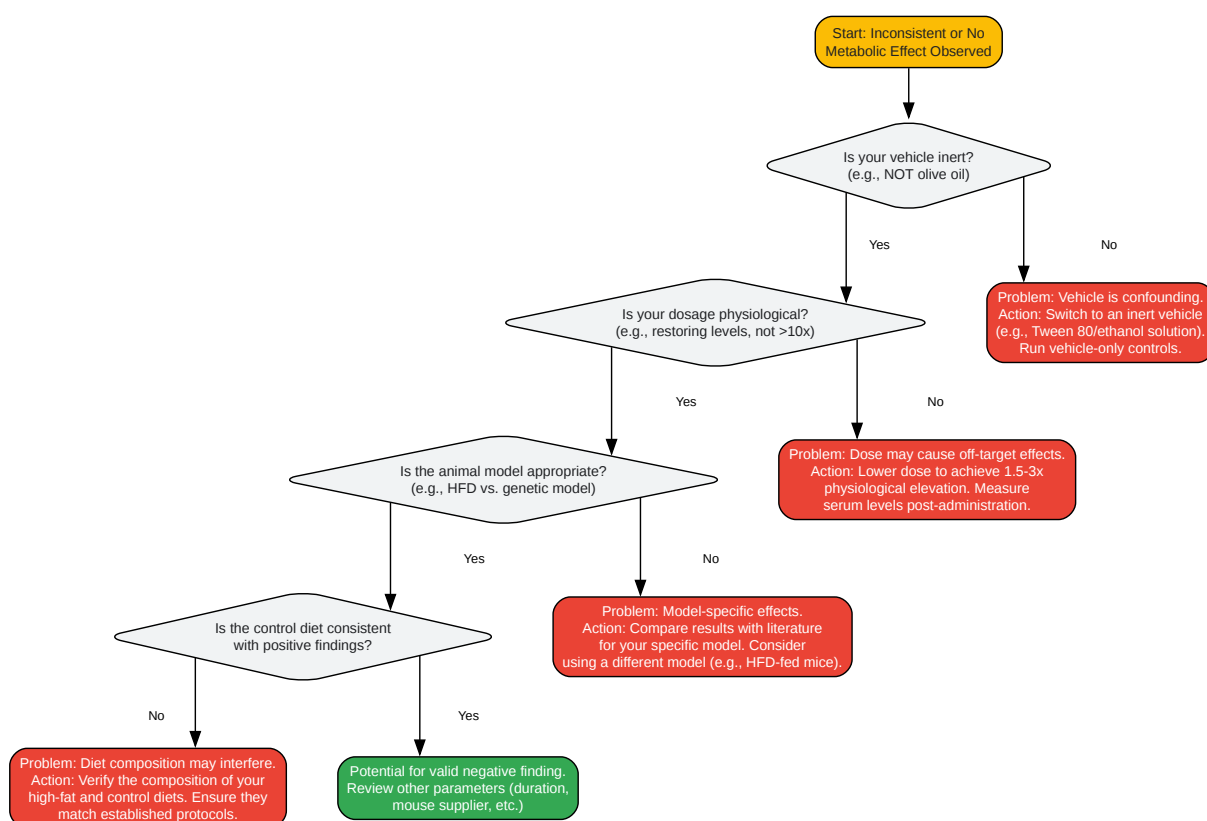 Start: Inconsistent or No
Metabolic Effect Observed
Is your vehicle inert?
(e.g., NOT olive oil)
Yes
No
Problem: Vehicle is confounding.
Action: Switch to an inert vehicle
(e.g., Tween 80/ethanol solution).
Run vehicle-only controls.
Is your dosage physiological?
(e.g., restoring levels, not >10x)
Yes
No
Problem: Dose may cause off-target effects.
Action: Lower dose to achieve 1.5-3x
physiological elevation. Measure
serum levels post-administration.
Is the animal model appropriate?
(e.g., HFD vs. genetic model)
Yes
No
Problem: Model-specific effects.
Action: Compare results with literature
for your specific model. Consider
using a different model (e.g., HFD-fed mice).
Is the control diet consistent
with positive findings?
No
Yes
Problem: Diet composition may interfere.
Action: Verify the composition of your
high-fat and control diets. Ensure they
match established protocols.
Potential for valid negative finding.
Review other parameters (duration,
mouse supplier, etc.)